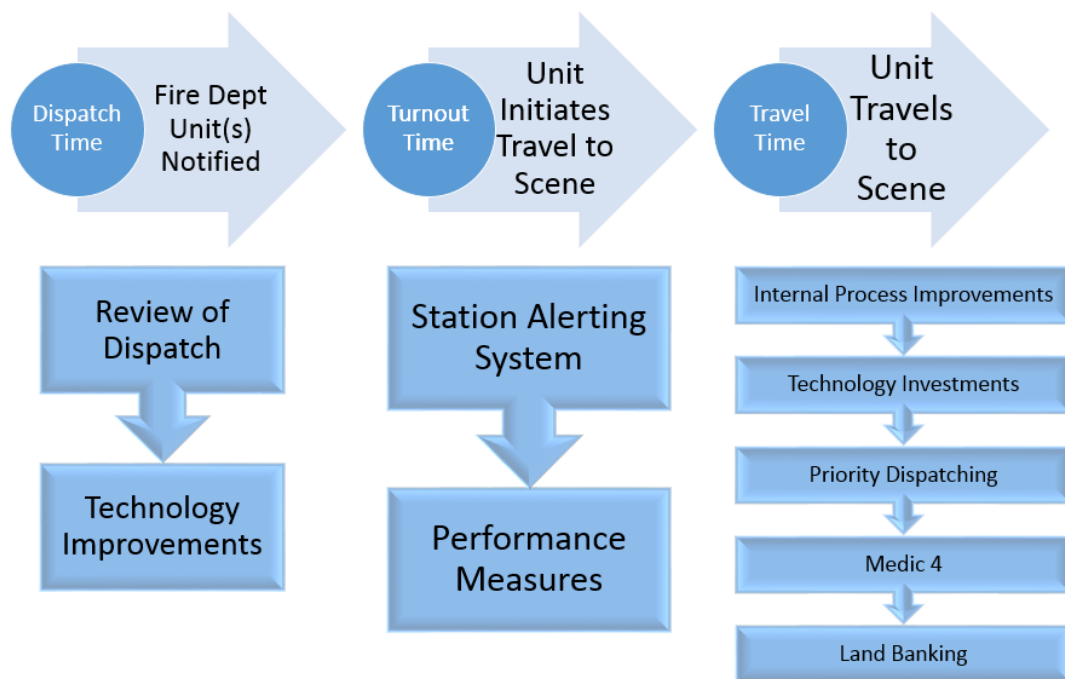 Dispatch
Time
Fire Dept
Unit(s)
Notified
Turnout
Time
Unit
Initiates
Travel to
Scene
Travel
Time
Unit
Travels
to
Scene
Review of
Dispatch
Technology
Improvements
Station Alerting
System
Performance
Measures
Internal Process Improvements
Technology Investments
Priority Dispatching
Medic 4
Land Banking